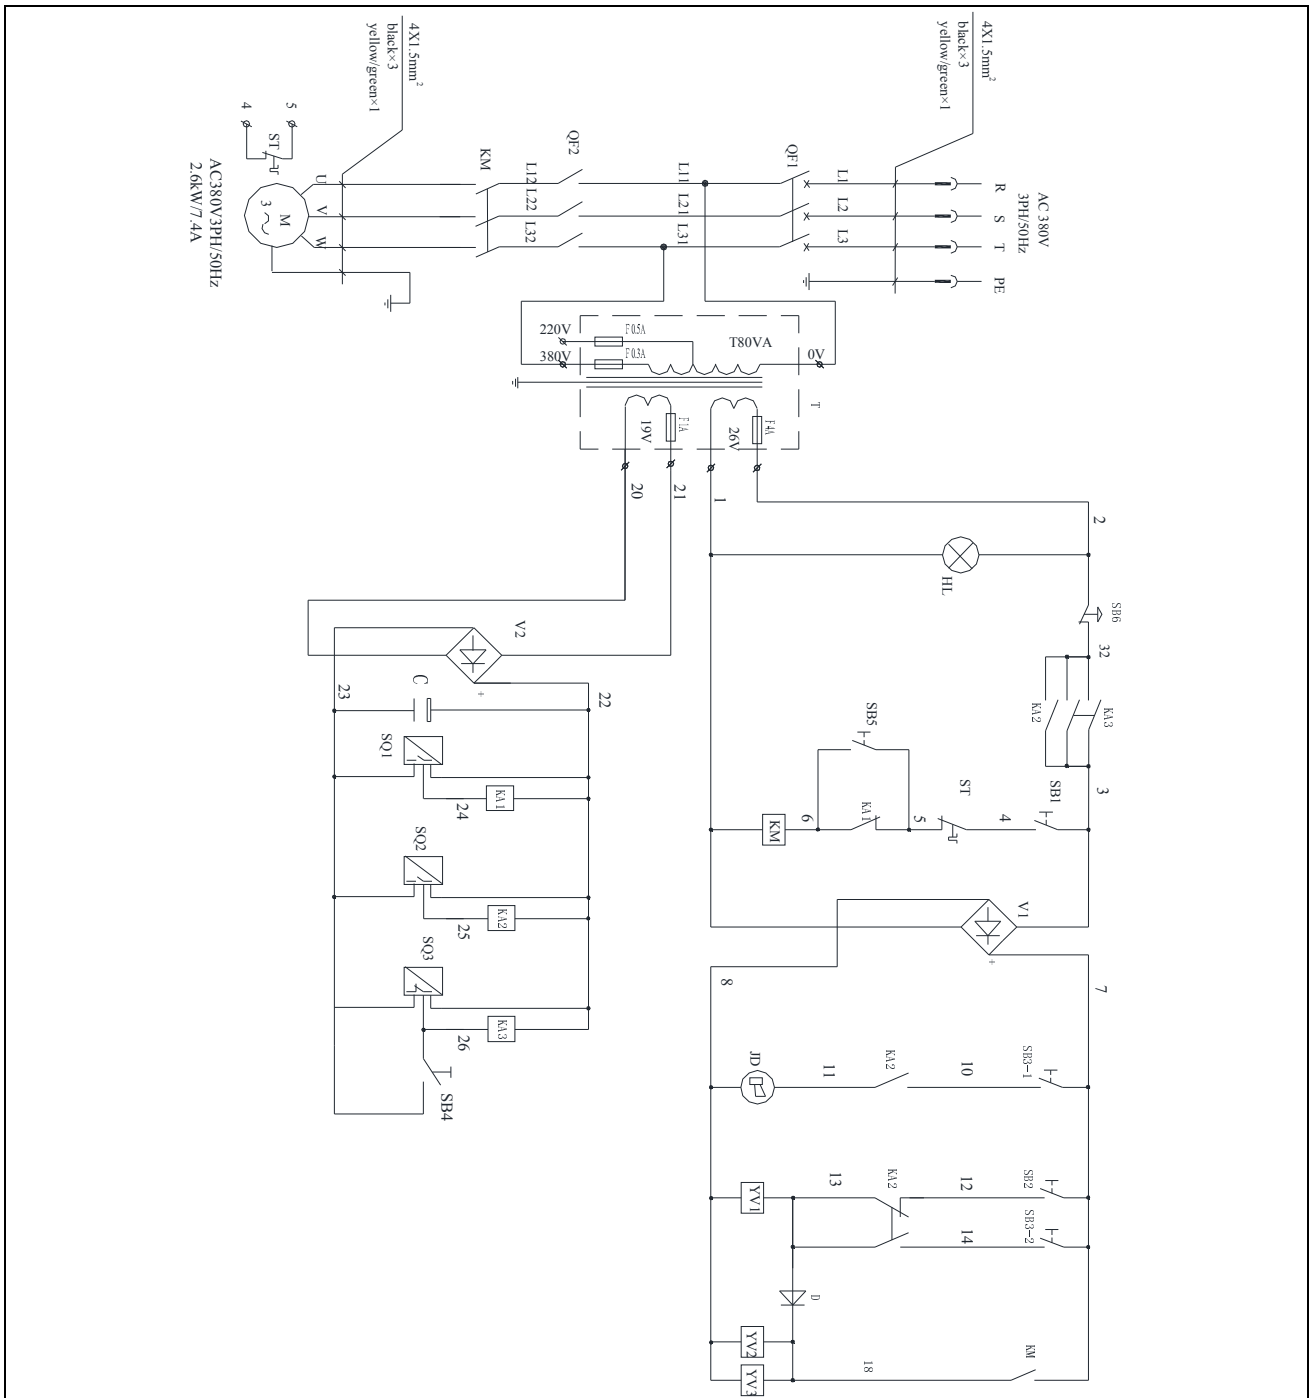 4X1.5mm²
black×3
yellow/green×1
4X1.5mm²
black×3
yellow/green×1
AC 380V
3PH/50Hz
R
S
T
PE
L1
L2
L3
QF1
L11
L21
L31
QF2
L12
L22
L32
KM
U
V
W
M
3
5
4
ST
AC380V3PH/50Hz
2.6kW/7.4A
220V
380V
F 0.5A
F 0.3A
T80VA
0V
T
19V
F 1A
26V
F 4A
20
21
1
2
HL
SB6
32
KA2
KA3
3
SB1
4
ST
5
SB5
KA1
6
KM
V1
+
7
8
V2
+
22
23
C
SQ1
KA1
24
SQ2
KA2
25
SQ3
KA3
26
SB4
JD
11
KA2
10
SB3-1
YV1
13
KA2
12
SB2
14
SB3-2
D
YV2
YV3
18
KM